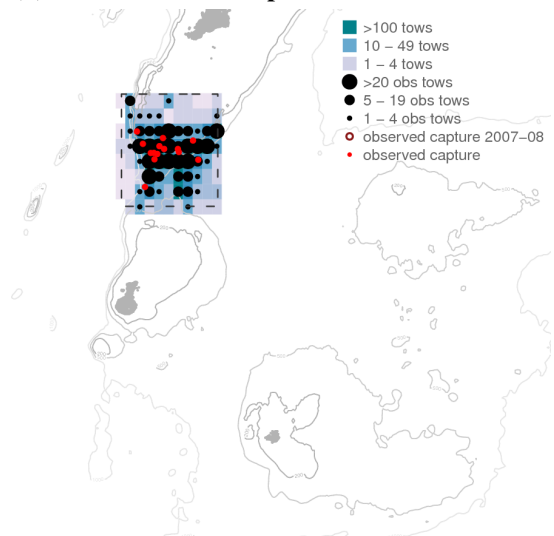 >100 tows
10 – 49 tows
1 – 4 tows
>20 obs tows
5 – 19 obs tows
1 – 4 obs tows
observed capture 2007–08
observed capture